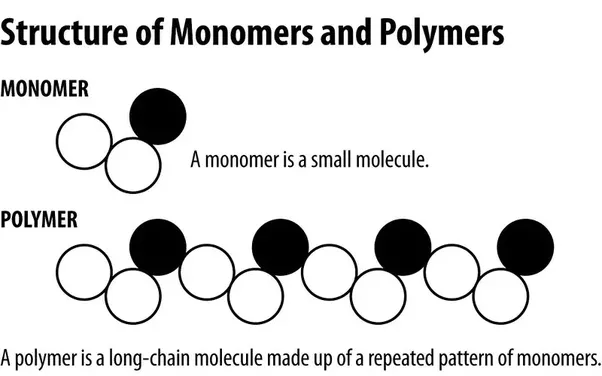 Structure of Monomers and Polymers
MONOMER
A monomer is a small molecule.
POLYMER
A polymer is a long-chain molecule made up of a repeated pattern of monomers.